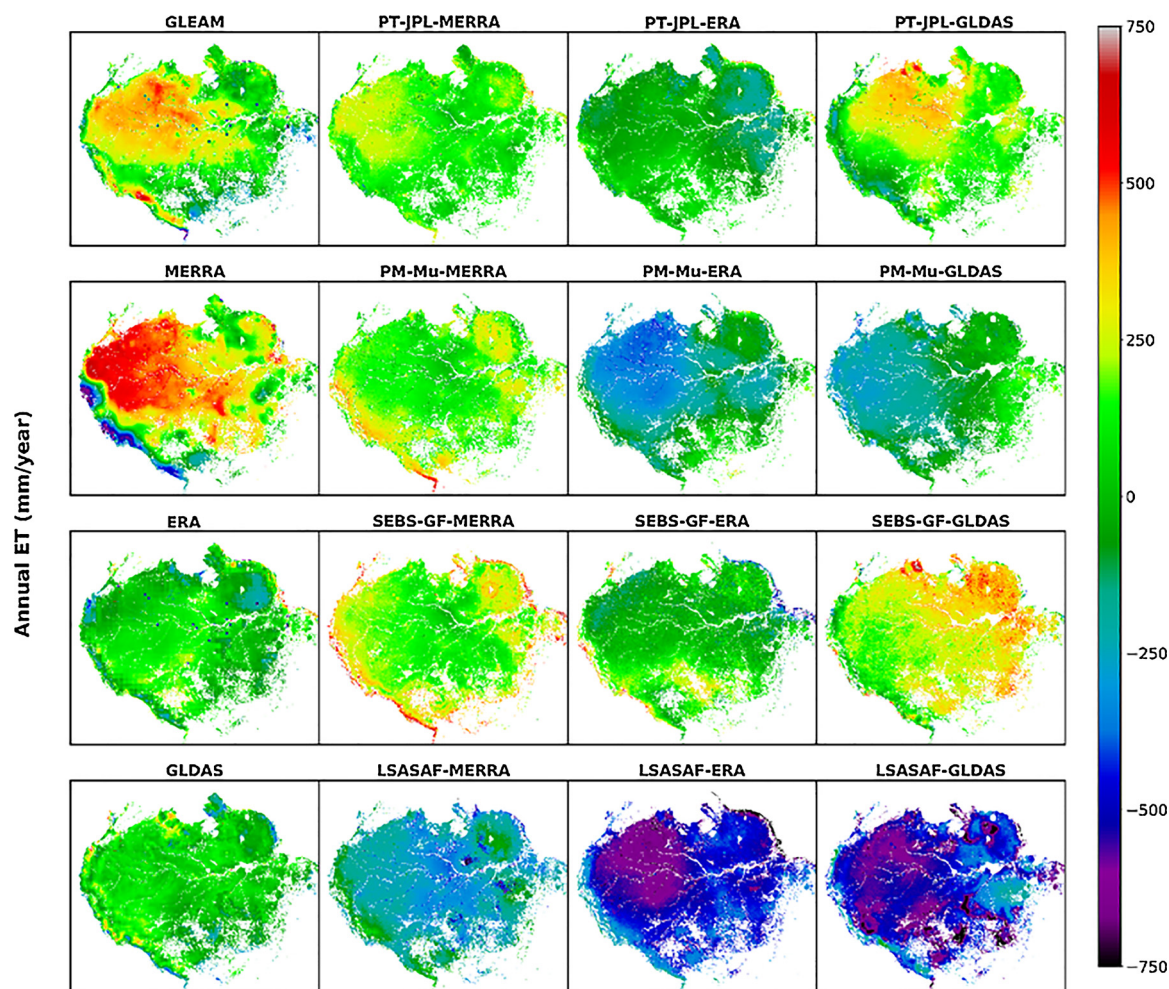 GLEAM PT-JPL-MERRA PT-JPL-ERA PT-JPL-GLDAS
MERRA PM-Mu-MERRA PM-Mu-ERA PM-Mu-GLDAS
ERA SEBS-GF-MERRA SEBS-GF-ERA SEBS-GF-GLDAS
GLDAS LSASAF-MERRA LSASAF-ERA LSASAF-GLDAS
Annual ET (mm/year)
750
500
250
0
−250
−500
−750